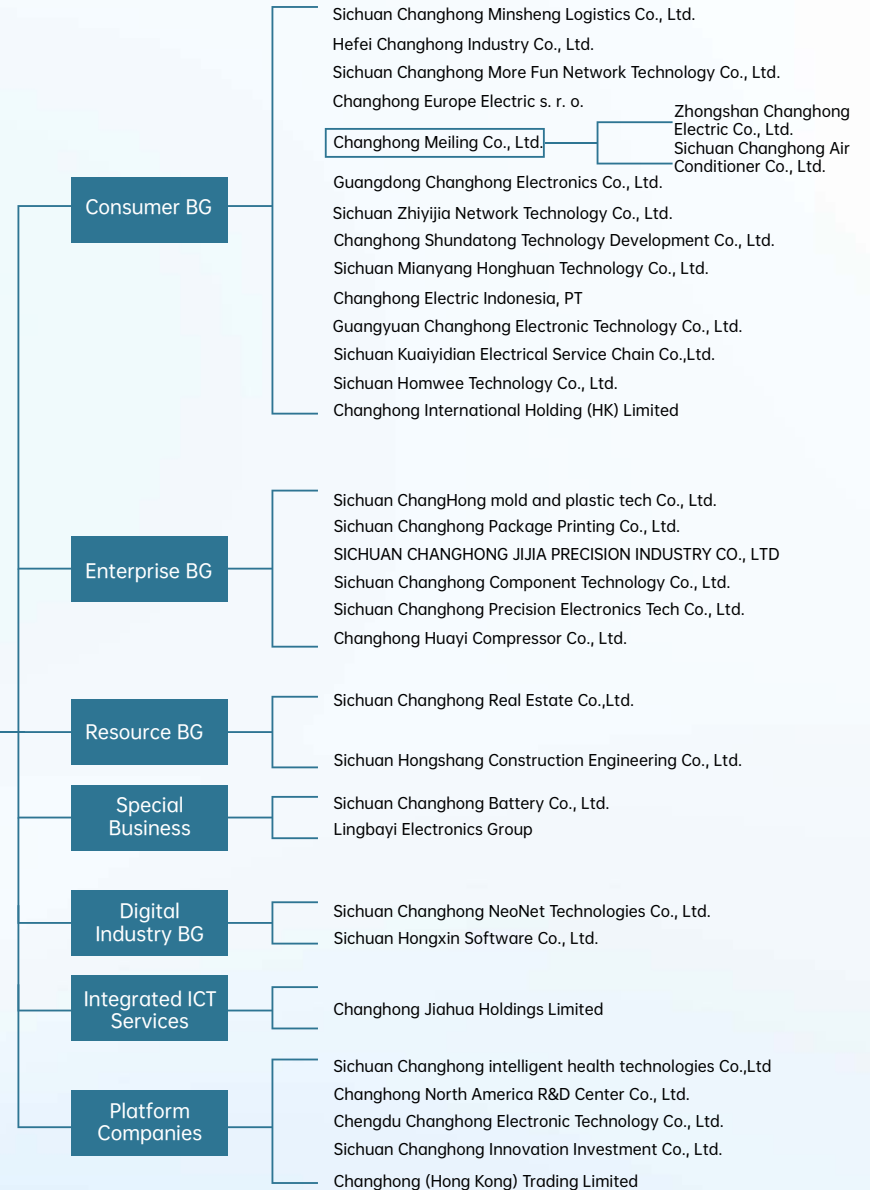 Consumer BG
Sichuan Changhong Minsheng Logistics Co., Ltd.
Hefei Changhong Industry Co., Ltd.
Sichuan Changhong More Fun Network Technology Co., Ltd.
Changhong Europe Electric s. r. o.
Changhong Meiling Co., Ltd.
Zhongshan Changhong
Electric Co., Ltd.
Sichuan Changhong Air
Conditioner Co., Ltd.
Guangdong Changhong Electronics Co., Ltd.
Sichuan Zhiyijia Network Technology Co., Ltd.
Changhong Shundatong Technology Development Co., Ltd.
Sichuan Mianyang Honghuan Technology Co., Ltd.
Changhong Electric Indonesia, PT
Guangyuan Changhong Electronic Technology Co., Ltd.
Sichuan Kuaiyidian Electrical Service Chain Co.,Ltd.
Sichuan Homwee Technology Co., Ltd.
Changhong International Holding (HK) Limited
Enterprise BG
Sichuan ChangHong mold and plastic tech Co., Ltd.
Sichuan Changhong Package Printing Co., Ltd.
SICHUAN CHANGHONG JIJIA PRECISION INDUSTRY CO., LTD
Sichuan Changhong Component Technology Co., Ltd.
Sichuan Changhong Precision Electronics Tech Co., Ltd.
Changhong Huayi Compressor Co., Ltd.
Resource BG
Sichuan Changhong Real Estate Co.,Ltd.
Sichuan Hongshang Construction Engineering Co., Ltd.
Special
Business
Sichuan Changhong Battery Co., Ltd.
Lingbayi Electronics Group
Digital
Industry BG
Sichuan Changhong NeoNet Technologies Co., Ltd.
Sichuan Hongxin Software Co., Ltd.
Integrated ICT
Services
Changhong Jiahua Holdings Limited
Platform
Companies
Sichuan Changhong intelligent health technologies Co.,Ltd
Changhong North America R&D Center Co., Ltd.
Chengdu Changhong Electronic Technology Co., Ltd.
Sichuan Changhong Innovation Investment Co., Ltd.
Changhong (Hong Kong) Trading Limited